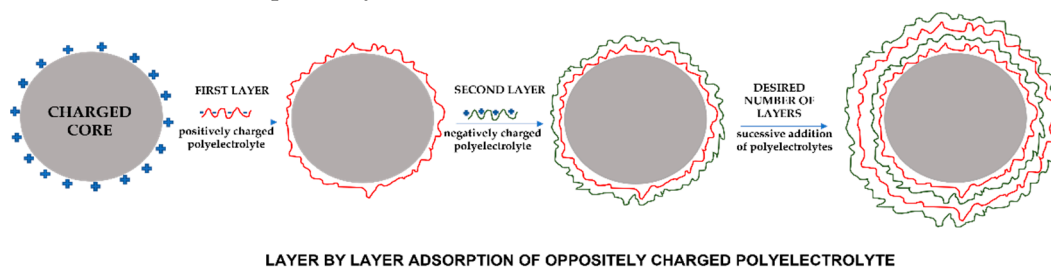 CHARGED
CORE
FIRST LAYER
positively charged
polyelectrolyte
SECOND LAYER
negatively charged
polyelectrolyte
DESIRED
NUMBER OF
LAYERS
sucessive addition
of polyelectrolytes
LAYER BY LAYER ADSORPTION OF OPPOSITELY CHARGED POLYELECTROLYTE